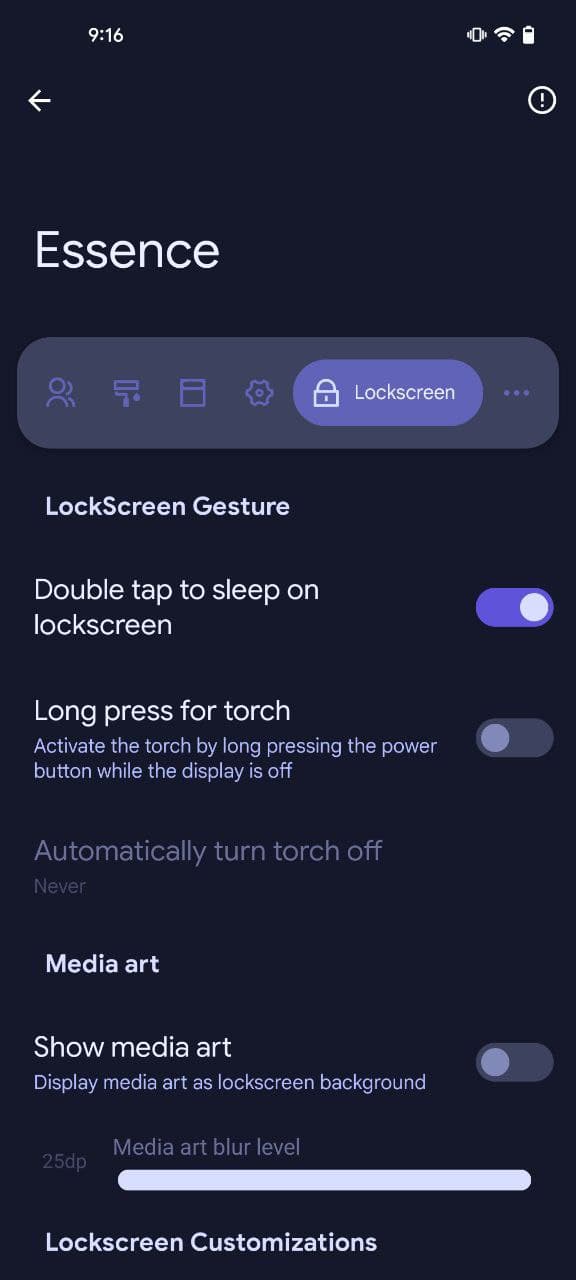 9:16
Essence
Lockscreen
LockScreen Gesture
Double tap to sleep on
lockscreen
Long press for torch
Activate the torch by long pressing the power
button while the display is off
Automatically turn torch off
Never
Media art
Show media art
Display media art as lockscreen background
Media art blur level
25dp
Lockscreen Customizations